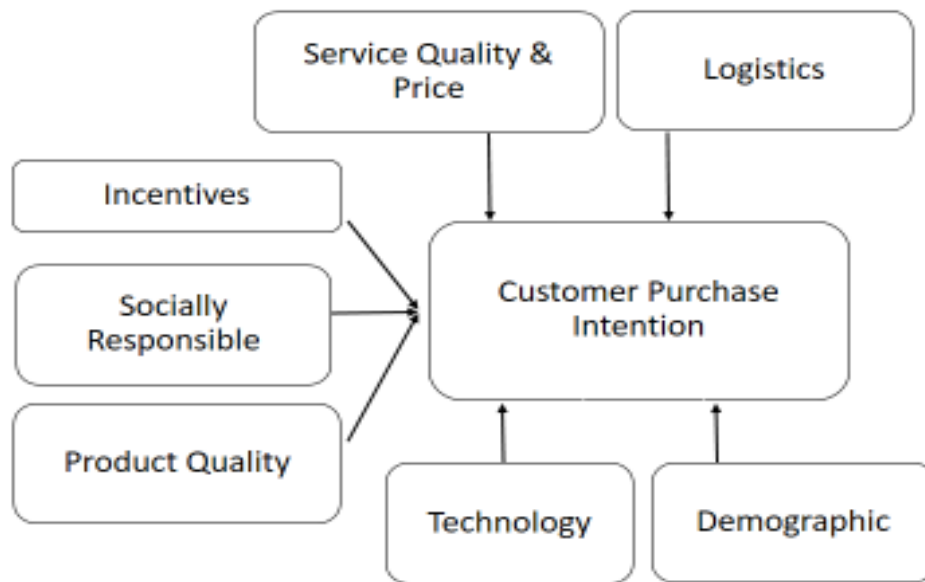 Service Quality &
Price
Logistics
Incentives
Socially
Responsible
Product Quality
Customer Purchase
Intention
Technology
Demographic